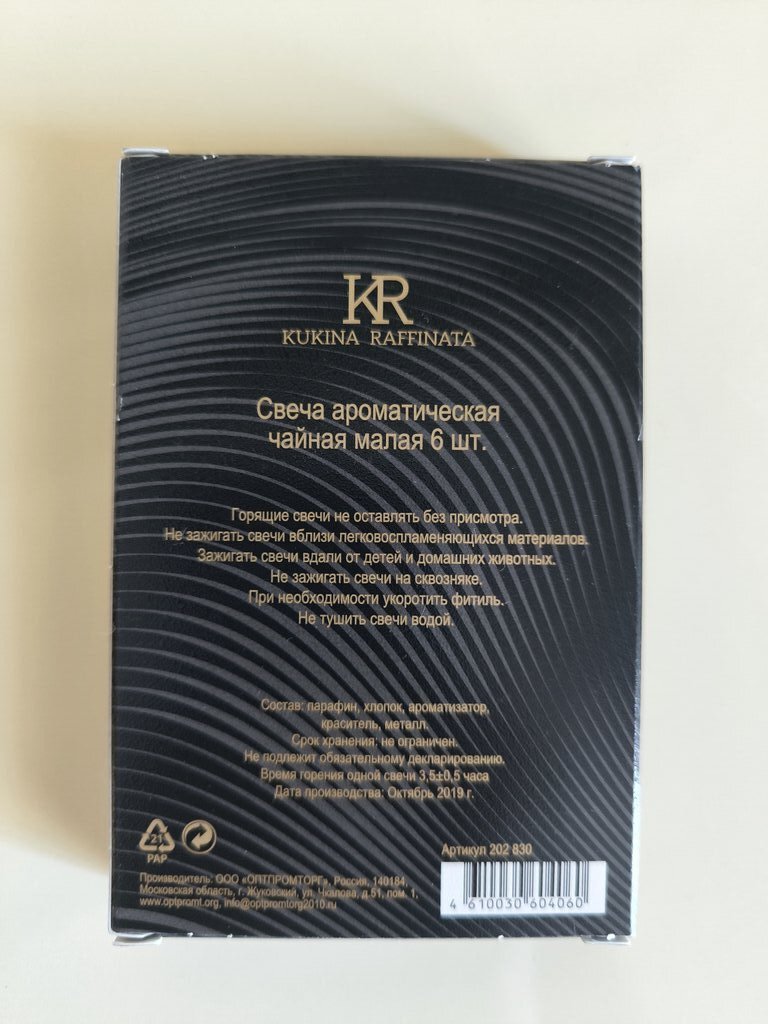 KR
KUKINA RAFFINATA
Свеча ароматическая
чайная малая 6 шт.
Горящие свечи не оставлять без присмотра.
Не зажигать свечи вблизи легковоспламеняющихся материалов.
Зажигать свечи вдали от детей и домашних животных.
Не зажигать свечи на сквозняке.
При необходимости укоротить фитиль.
Не тушить свечи водой.
Состав: парафин, хлопок, ароматизатор,
краситель, металл.
Срок хранения: не ограничен.
Не подлежит обязательному декларированию.
Время горения одной свечи 3,5±0,5 часа
Дата производства: Октябрь 2019 г.
21
PAP
Артикул 202 830
Производитель: ООО «ОПТПРОМТОРГ», Россия, 140184,
Московская область, г. Жуковский, ул. Чкалова, д.51, пом. 1,
www.optpromt.org, info@optpromtorg2010.ru
4 610030 604060